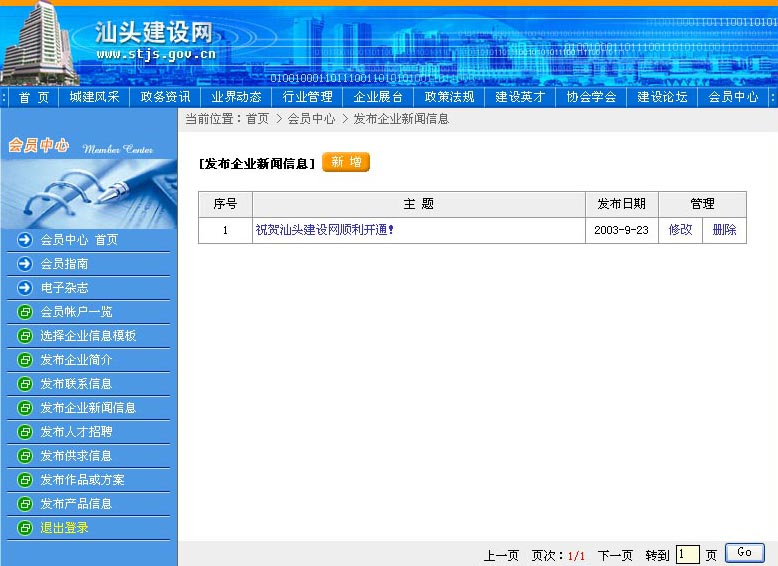 汕头建设网
www.stjs.gov.cn
首 页 城建风采 政务资讯 业界动态 行业管理 企业展台 政策法规 建设英才 协会学会 建设论坛 会员中心
当前位置：首页 > 会员中心 > 发布企业新闻信息
会员中心 Member Center
会员中心 首页
会员指南
电子杂志
会员帐户一览
选择企业信息模板
发布企业简介
发布联系信息
发布企业新闻信息
发布人才招聘
发布供求信息
发布作品或方案
发布产品信息
退出登录
[发布企业新闻信息] 新 增
序号 主 题 发布日期 管理
1 祝贺汕头建设网顺利开通！ 2003-9-23 修改 删除
上一页 页次：1/1 下一页 转到 1 页 Go